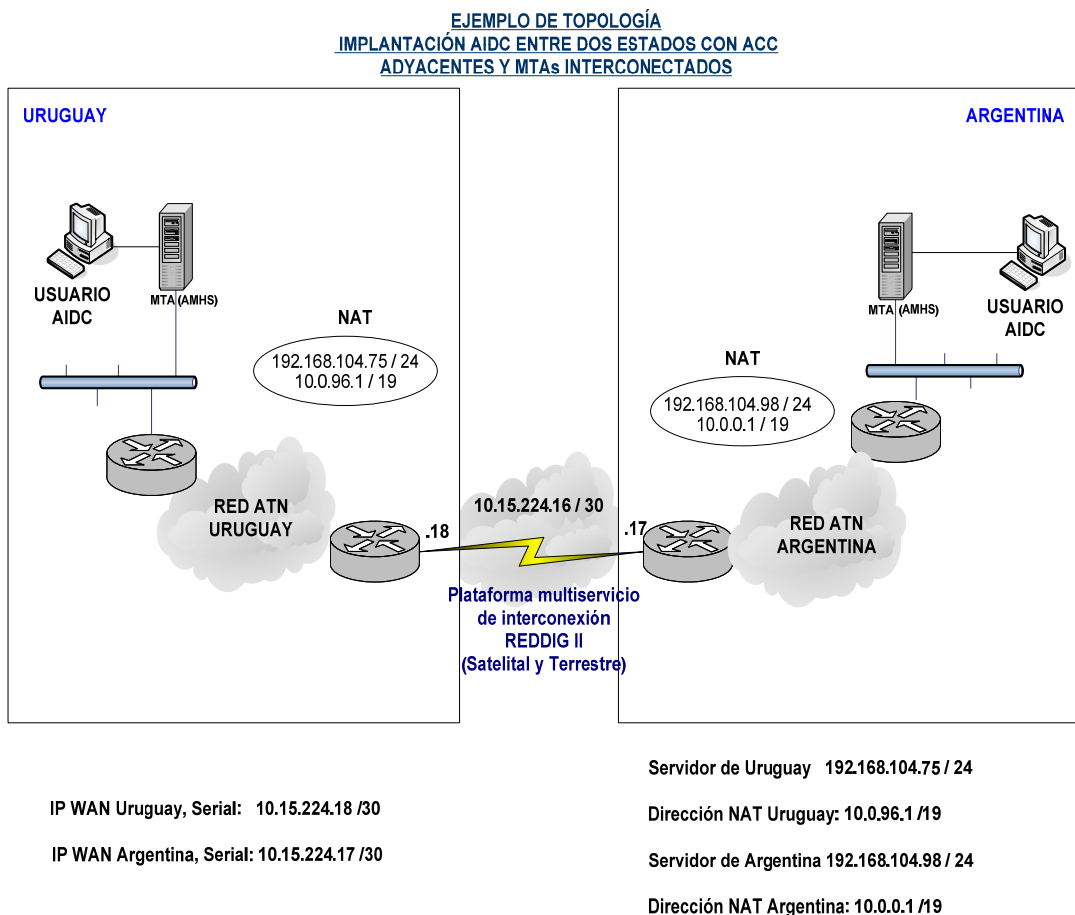 EJEMPLO DE TOPOLOGÍA
IMPLANTACIÓN AIDC ENTRE DOS ESTADOS CON ACC
ADYACENTES Y MTAs INTERCONECTADOS
URUGUAY
USUARIO
AIDC
MTA (AMHS)
NAT
192.168.104.75 / 24
10.0.96.1 / 19
RED ATN
URUGUAY
.18
10.15.224.16 / 30
.17
Plataforma multiservicio
de interconexión
REDDIG II
(Satelital y Terrestre)
ARGENTINA
MTA (AMHS)
USUARIO
AIDC
NAT
192.168.104.98 / 24
10.0.0.1 / 19
RED ATN
ARGENTINA
IP WAN Uruguay, Serial: 10.15.224.18 /30
IP WAN Argentina, Serial: 10.15.224.17 /30
Servidor de Uruguay 192.168.104.75 / 24
Dirección NAT Uruguay: 10.0.96.1 /19
Servidor de Argentina 192.168.104.98 / 24
Dirección NAT Argentina: 10.0.0.1 /19